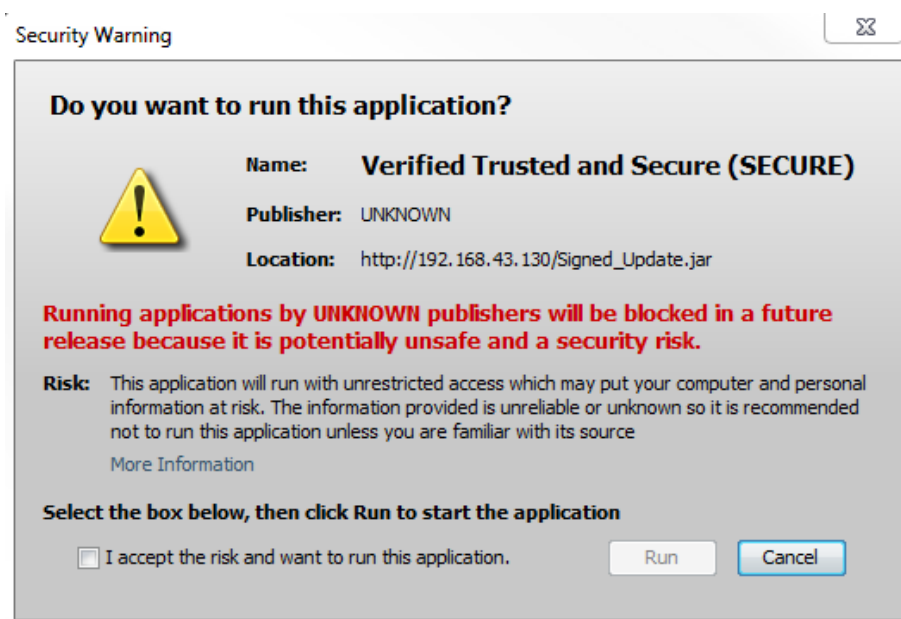 Security Warning
Do you want to run this application?
Name: Verified Trusted and Secure (SECURE)
Publisher: UNKNOWN
Location: http://192.168.43.130/Signed_Update.jar
Running applications by UNKNOWN publishers will be blocked in a future
release because it is potentially unsafe and a security risk.
Risk: This application will run with unrestricted access which may put your computer and personal
information at risk. The information provided is unreliable or unknown so it is recommended
not to run this application unless you are familiar with its source
More Information
Select the box below, then click Run to start the application
I accept the risk and want to run this application. Run Cancel